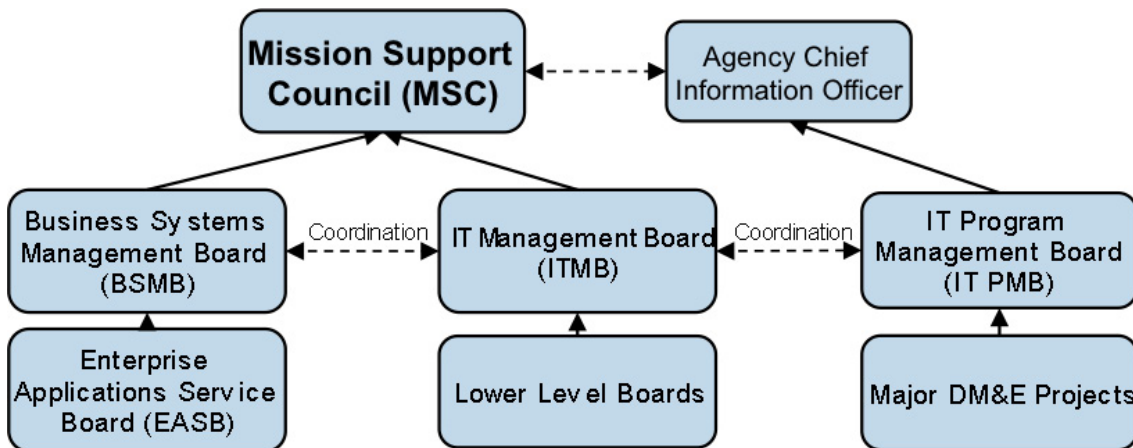 Mission Support
Council (MSC)
Agency Chief
Information Officer
Business Systems
Management Board
(BSMB)
Coordination
IT Management Board
(ITMB)
Coordination
IT Program
Management Board
(IT PMB)
Enterprise
Applications Service
Board (EASB)
Lower Level Boards
Major DM&E Projects